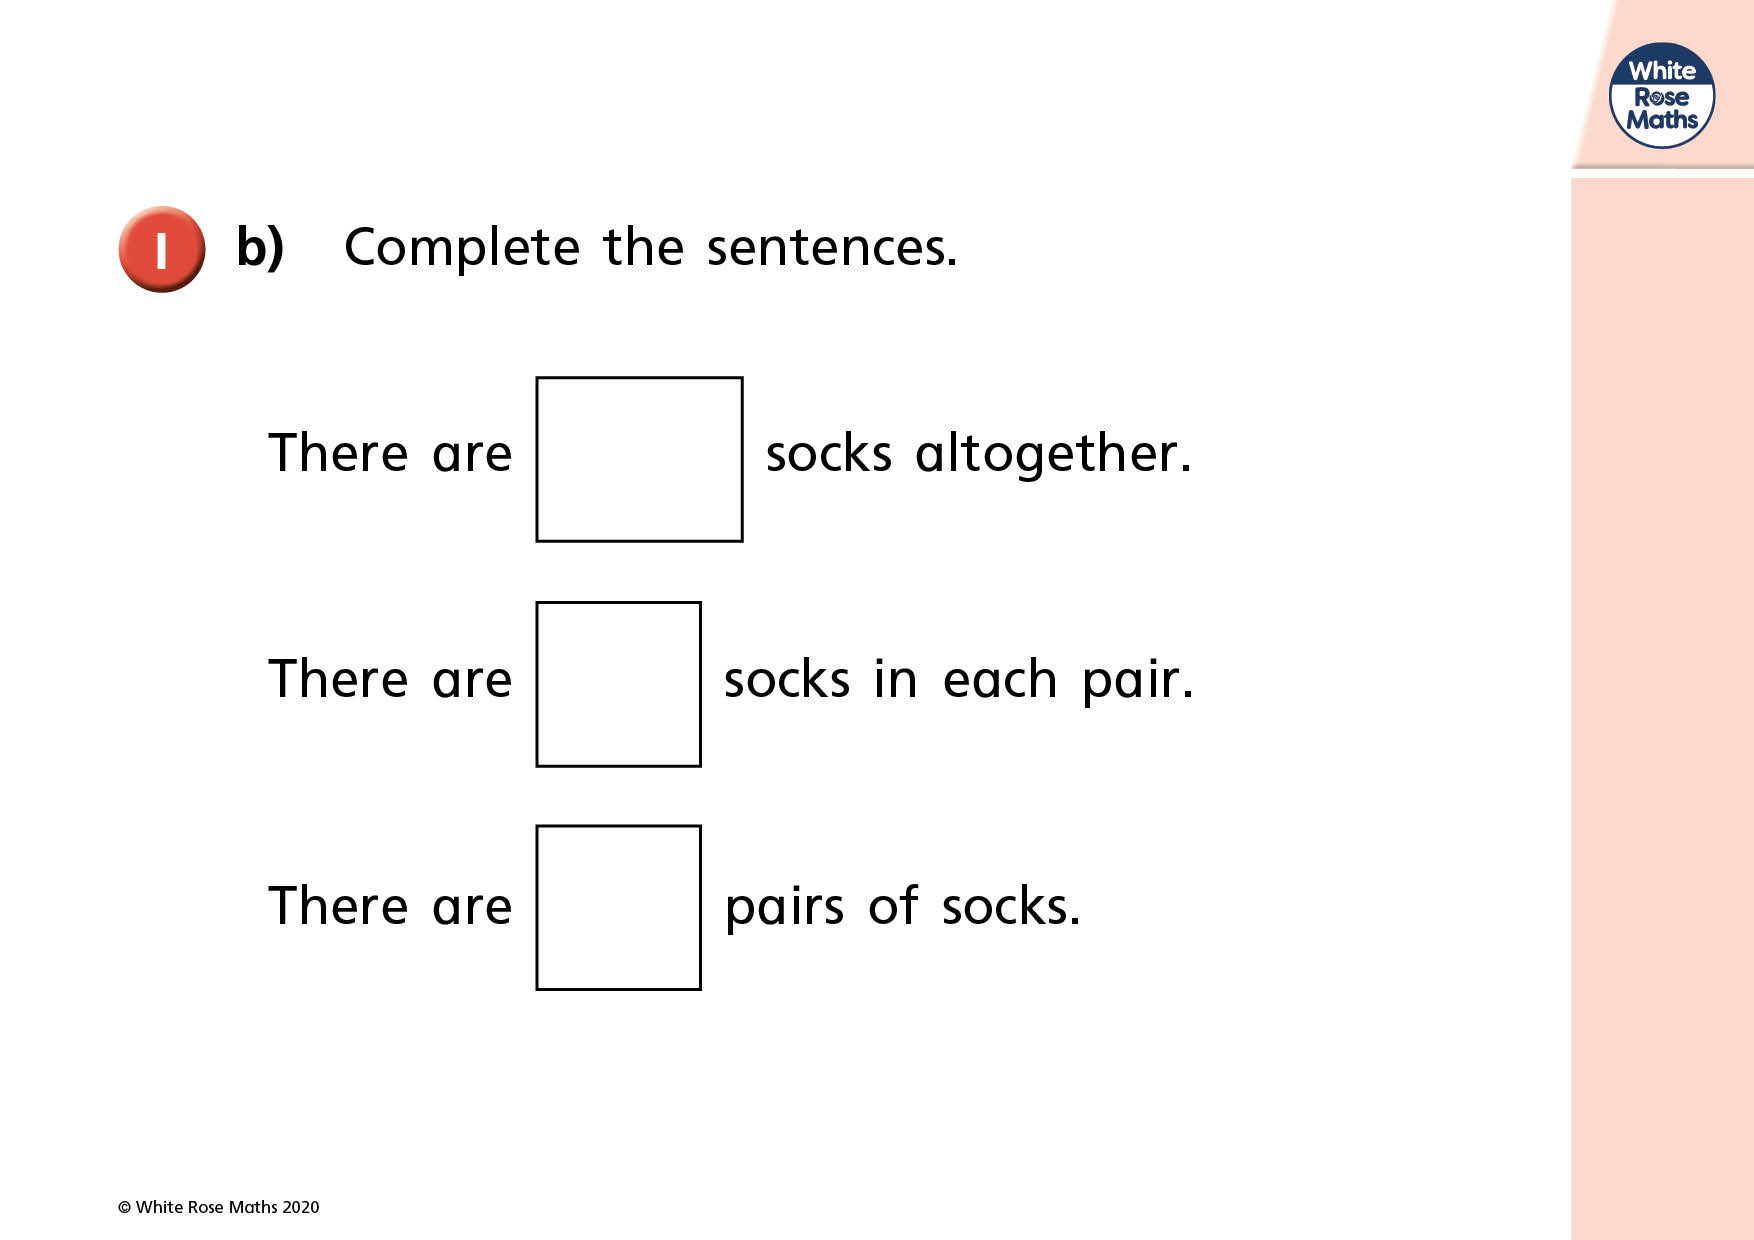 White
Rose
Maths
1 b) Complete the sentences.
There are socks altogether.
There are socks in each pair.
There are pairs of socks.
© White Rose Maths 2020